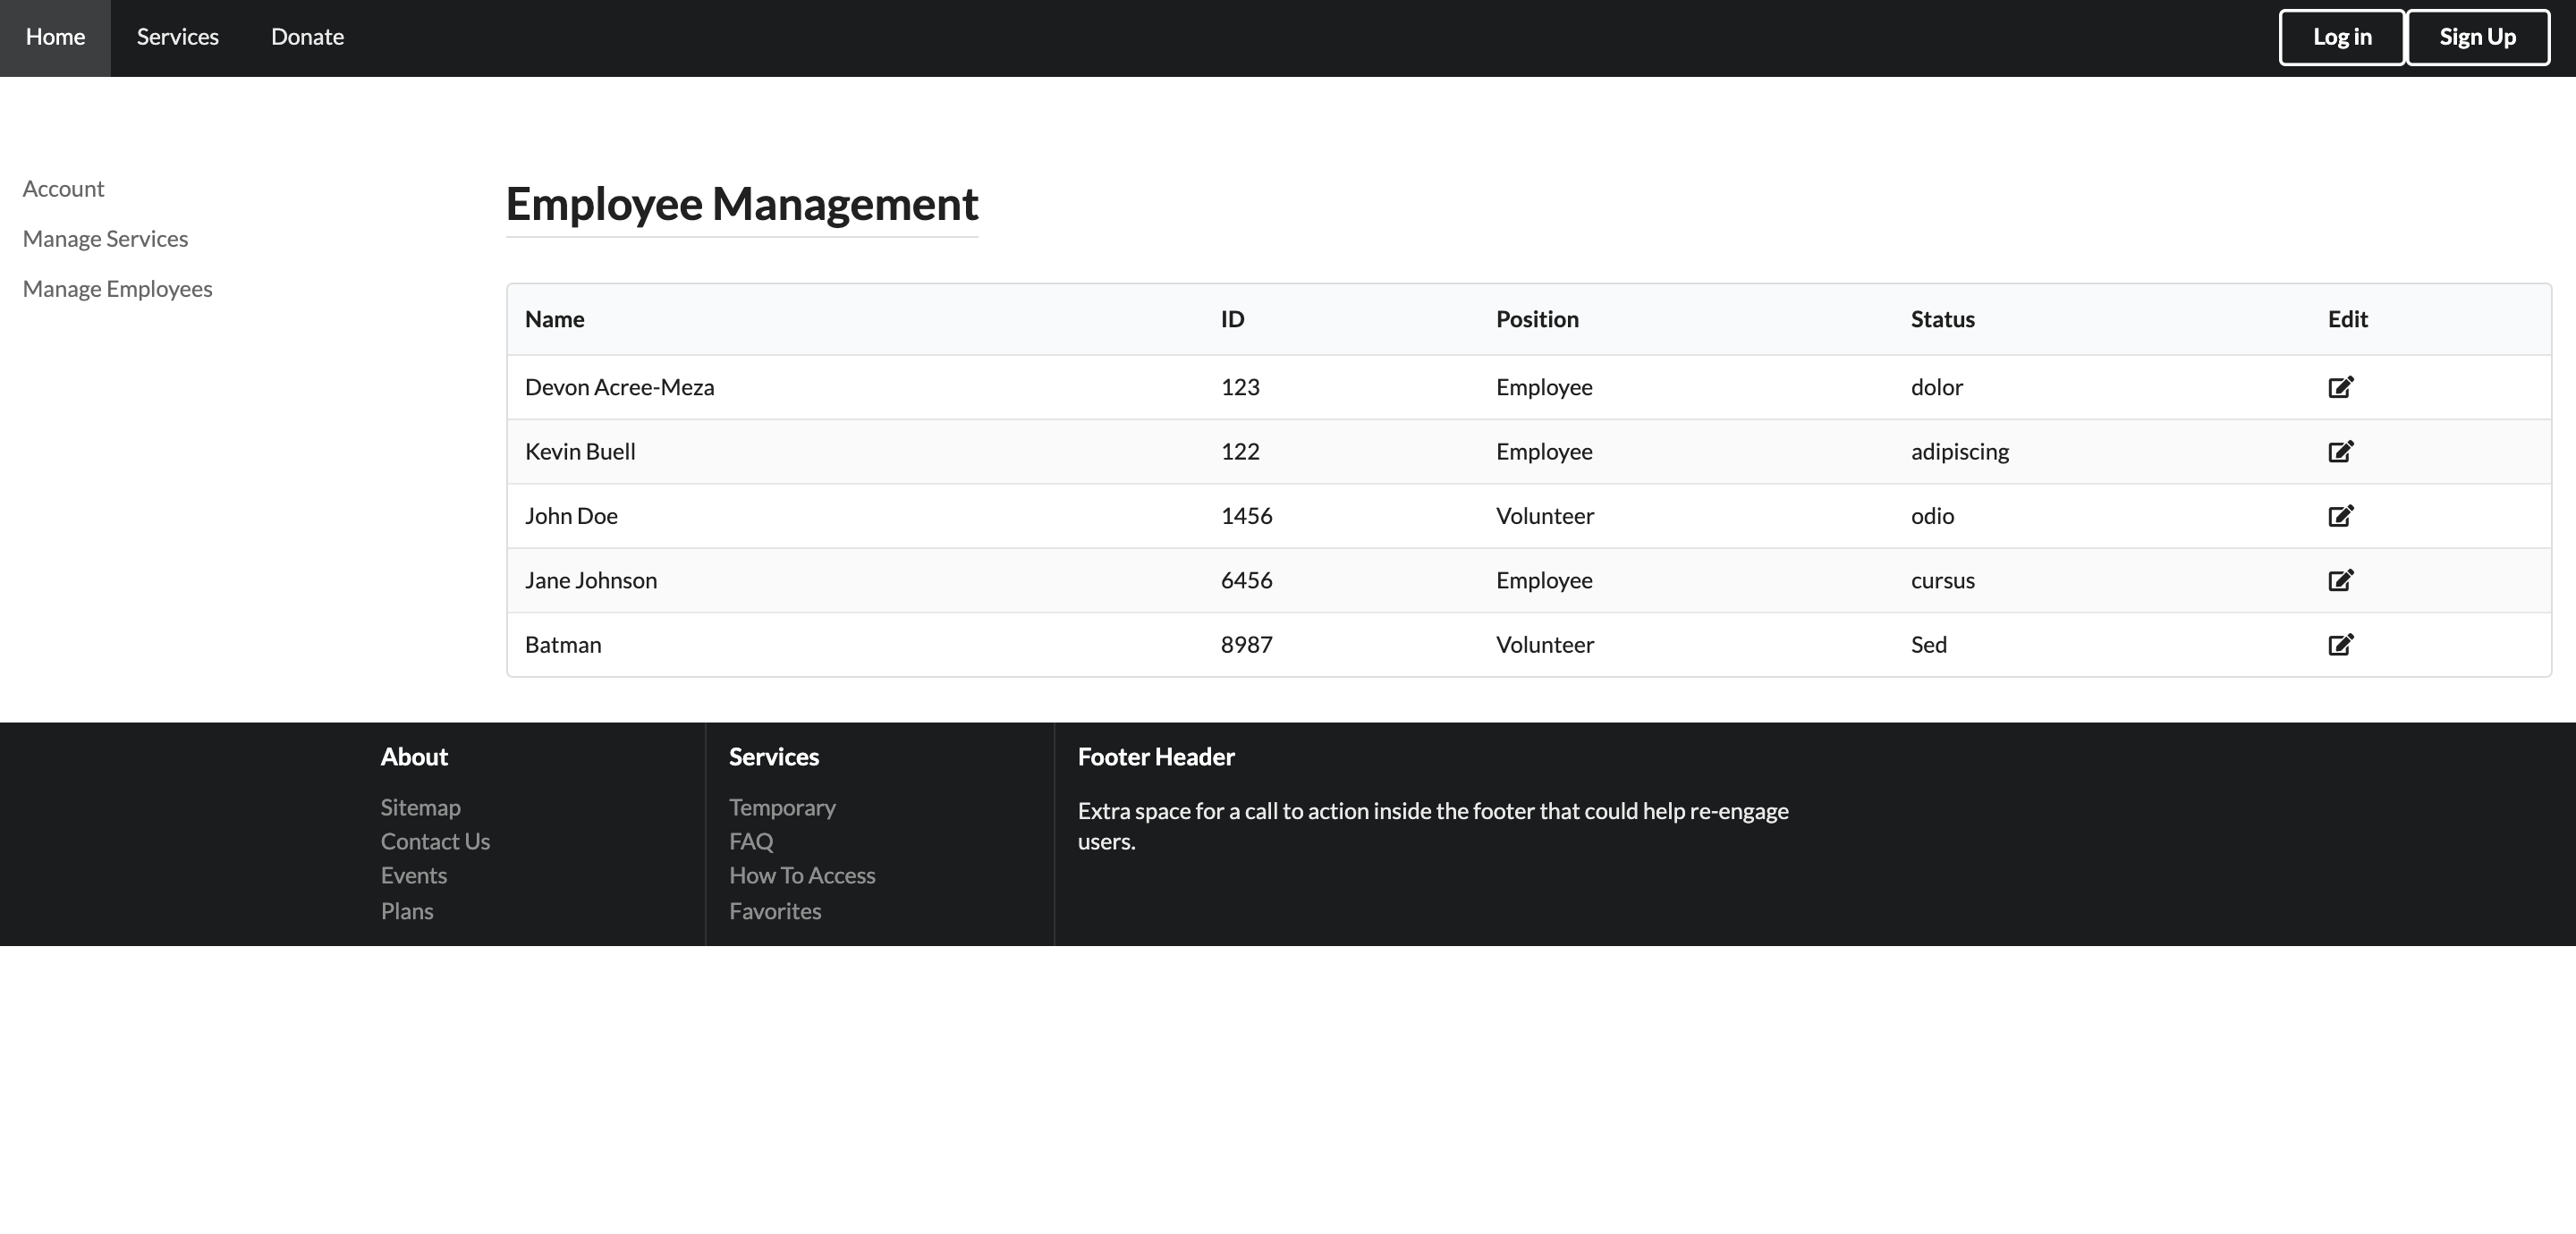 Home Services Donate Log in Sign Up
Account
Manage Services
Manage Employees
Employee Management
Name ID Position Status Edit
Devon Acree-Meza 123 Employee dolor
Kevin Buell 122 Employee adipiscing
John Doe 1456 Volunteer odio
Jane Johnson 6456 Employee cursus
Batman 8987 Volunteer Sed
About
Sitemap
Contact Us
Events
Plans
Services
Temporary
FAQ
How To Access
Favorites
Footer Header
Extra space for a call to action inside the footer that could help re-engage
users.